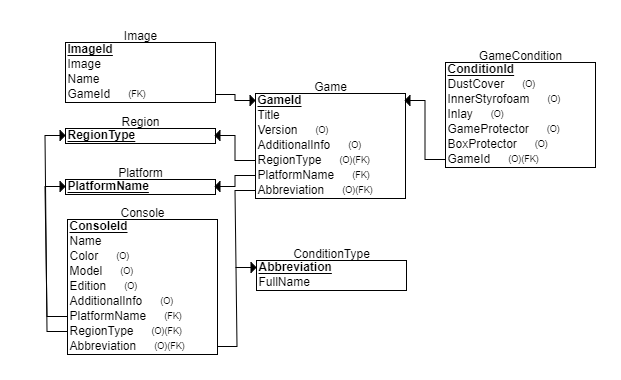 Image
ImageId
Image
Name
GameId (FK)
Region
RegionType
Platform
PlatformName
Console
ConsoleId
Name
Color (O)
Model (O)
Edition (O)
AdditionalInfo (O)
PlatformName (FK)
RegionType (O)(FK)
Abbreviation (O)(FK)
Game
GameId
Title
Version (O)
AdditionalInfo (O)
RegionType (O)(FK)
PlatformName (FK)
Abbreviation (O)(FK)
ConditionType
Abbreviation
FullName
GameCondition
ConditionId
DustCover (O)
InnerStyrofoam (O)
Inlay (O)
GameProtector (O)
BoxProtector (O)
GameId (O)(FK)